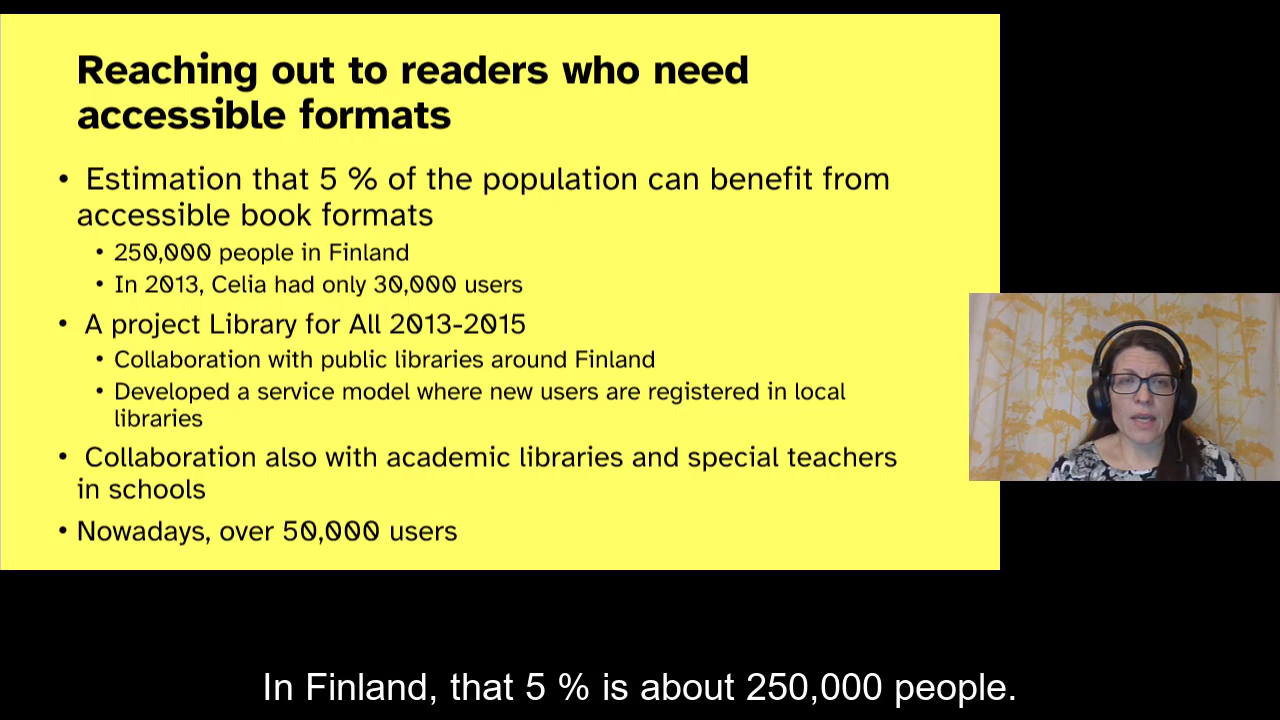 Reaching out to readers who need
accessible formats
• Estimation that 5 % of the population can benefit from
accessible book formats
• 250,000 people in Finland
• In 2013, Celia had only 30,000 users
• A project Library for All 2013-2015
• Collaboration with public libraries around Finland
• Developed a service model where new users are registered in local
libraries
• Collaboration also with academic libraries and special teachers
in schools
• Nowadays, over 50,000 users
In Finland, that 5 % is about 250,000 people.